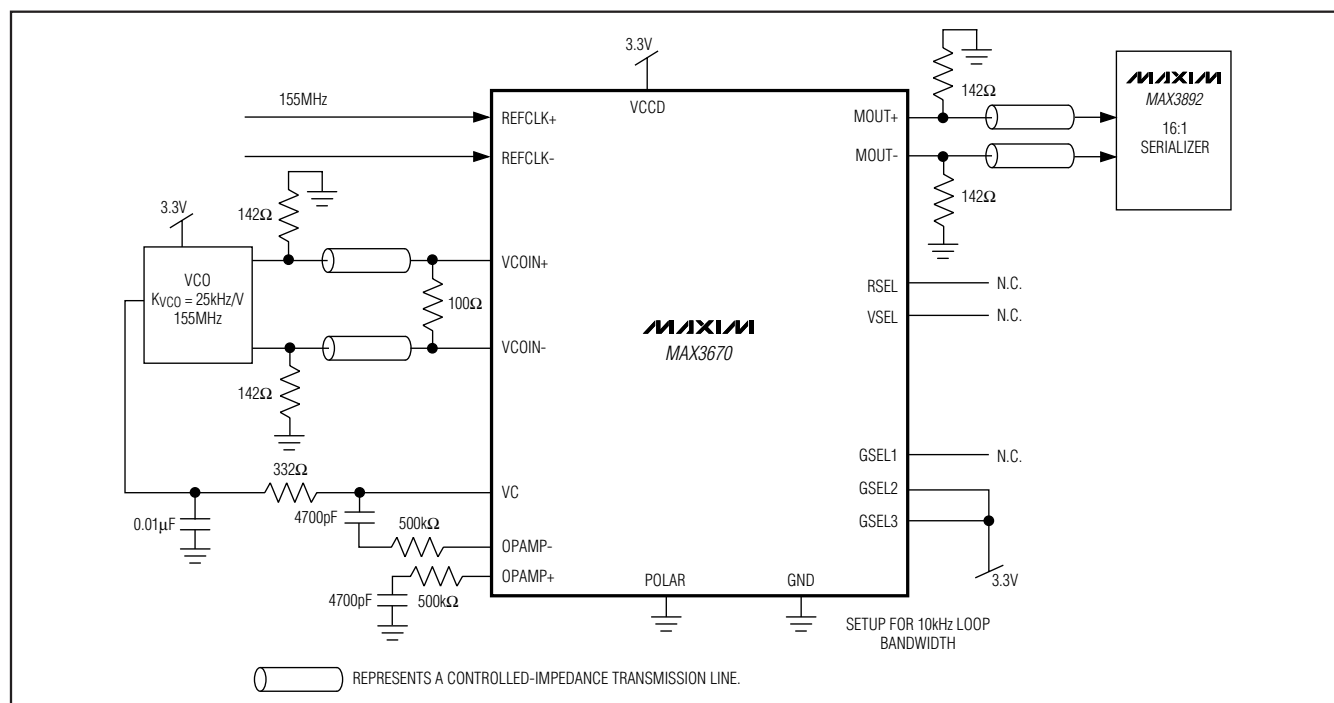 3.3V
VCCD
155MHz
REFCLK+
REFCLK-
142Ω
3.3V
VCO
KVCO = 25kHz/V
155MHz
VCOIN+
100Ω
VCOIN-
142Ω
332Ω
VC
0.01μF
4700pF
500kΩ
OPAMP-
OPAMP+
4700pF
500kΩ
MAXIM
MAX3670
POLAR
GND
142Ω
MOUT+
MOUT-
142Ω
MAXIM
MAX3892
16:1
SERIALIZER
RSEL
N.C.
VSEL
N.C.
GSEL1
N.C.
GSEL2
GSEL3
3.3V
SETUP FOR 10kHz LOOP
BANDWIDTH
REPRESENTS A CONTROLLED-IMPEDANCE TRANSMISSION LINE.